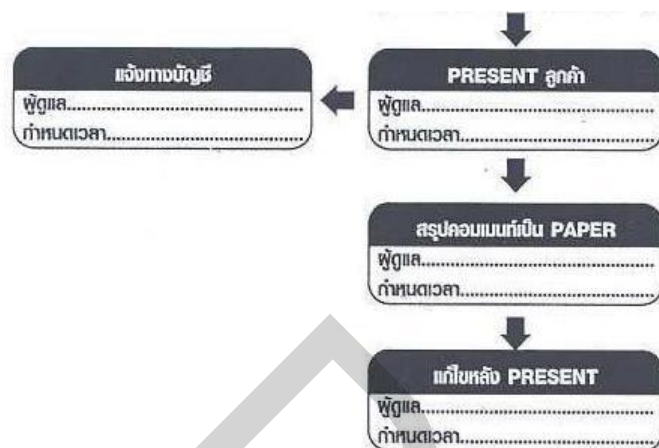 แจ้งทางบัญชี
ผู้ดูแล.......................................................
กำหนดเวลา..............................................
PRESENT ลูกค้า
ผู้ดูแล.......................................................
กำหนดเวลา..............................................
สรุปคอมเมนท์เป็น PAPER
ผู้ดูแล.......................................................
กำหนดเวลา..............................................
แก้ไขหลัง PRESENT
ผู้ดูแล.......................................................
กำหนดเวลา..............................................